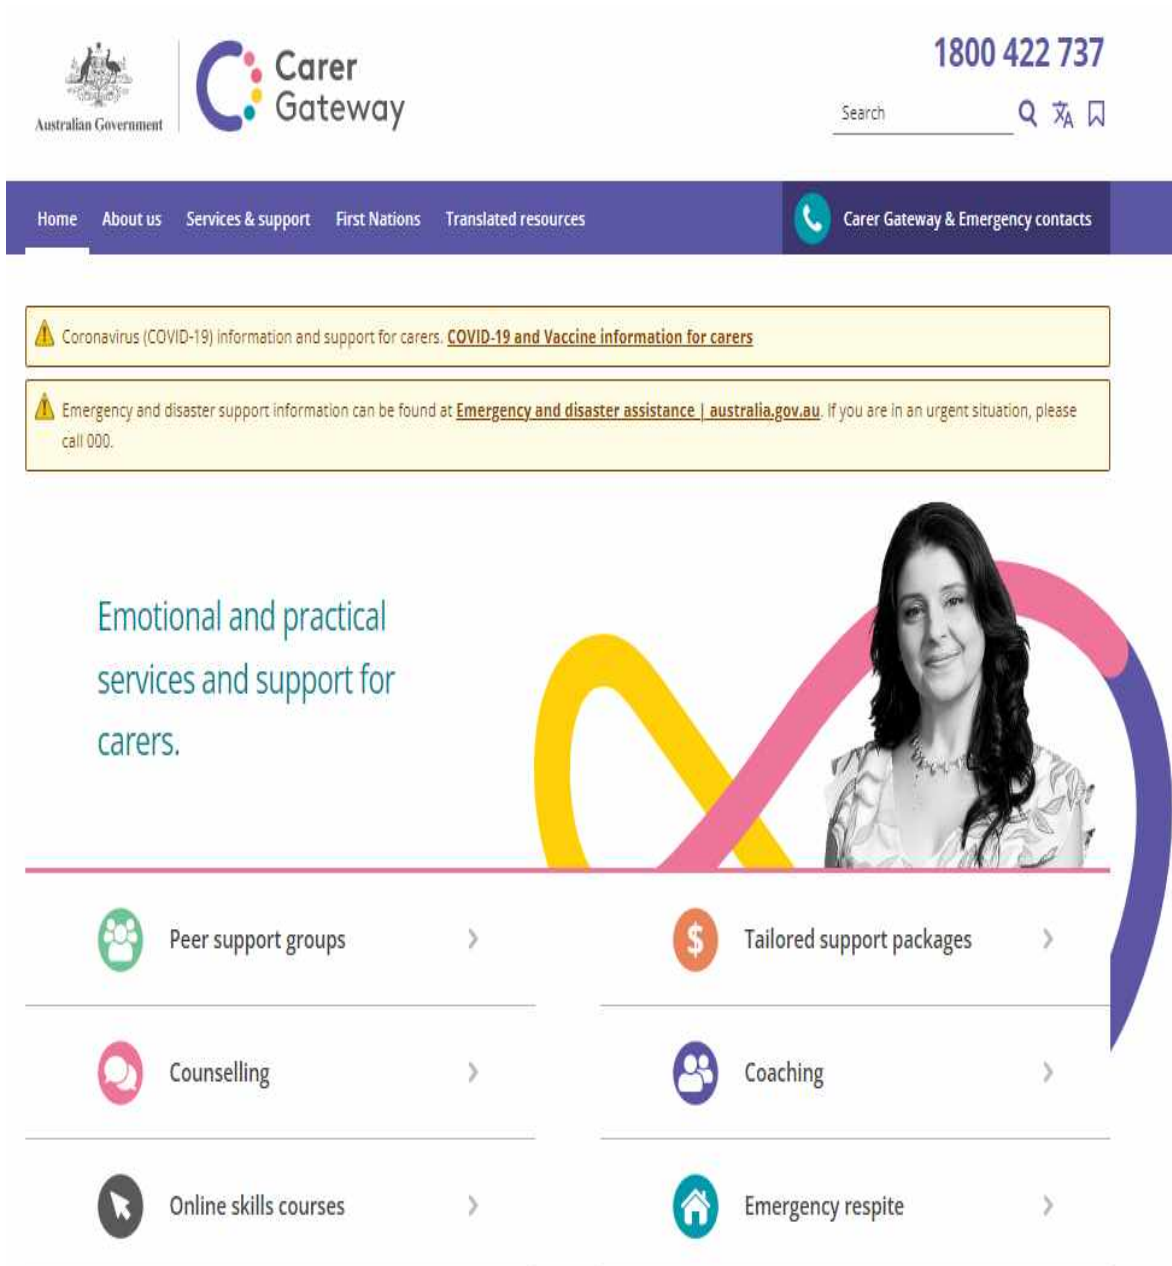 Australian Government
Carer
Gateway
1800 422 737
Search
Home About us Services & support First Nations Translated resources Carer Gateway & Emergency contacts
Coronavirus (COVID-19) information and support for carers. COVID-19 and Vaccine information for carers
Emergency and disaster support information can be found at Emergency and disaster assistance | australia.gov.au. If you are in an urgent situation, please
call 000.
Emotional and practical
services and support for
carers.
Peer support groups
Tailored support packages
Counselling
Coaching
Online skills courses
Emergency respite